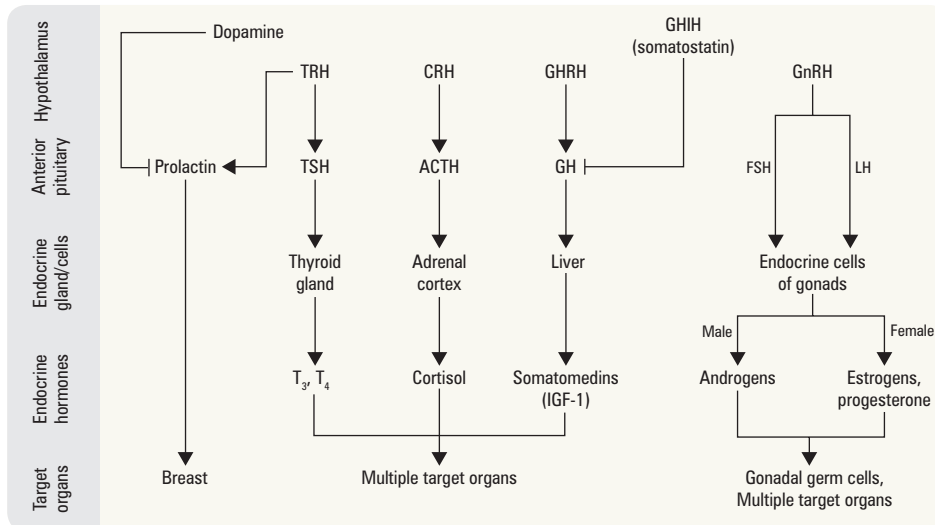 Hypothalamus
Dopamine
GHIH
(somatostatin)
TRH
CRH
GHRH
GnRH
Anterior
pituitary
Prolactin
TSH
ACTH
GH
FSH
LH
Endocrine
gland/cells
Thyroid
gland
Adrenal
cortex
Liver
Endocrine cells
of gonads
Male
Female
Endocrine
hormones
T₃, T₄
Cortisol
Somatomedins
(IGF-1)
Androgens
Estrogens,
progesterone
Target
organs
Breast
Multiple target organs
Gonadal germ cells,
Multiple target organs